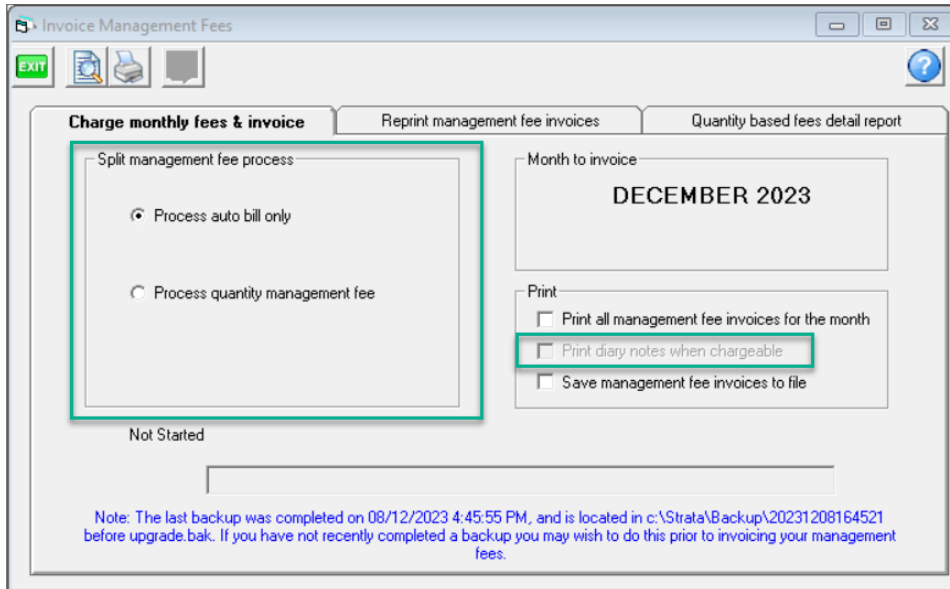 Invoice Management Fees
EXIT
?
Charge monthly fees & invoice
Reprint management fee invoices
Quantity based fees detail report
Split management fee process
Process auto bill only
Process quantity management fee
Month to invoice
DECEMBER 2023
Print
Print all management fee invoices for the month
Print diary notes when chargeable
Save management fee invoices to file
Not Started
Note: The last backup was completed on 08/12/2023 4:45:55 PM, and is located in c:\Strata\Backup\20231208164521
before upgrade.bak. If you have not recently completed a backup you may wish to do this prior to invoicing your management
fees.